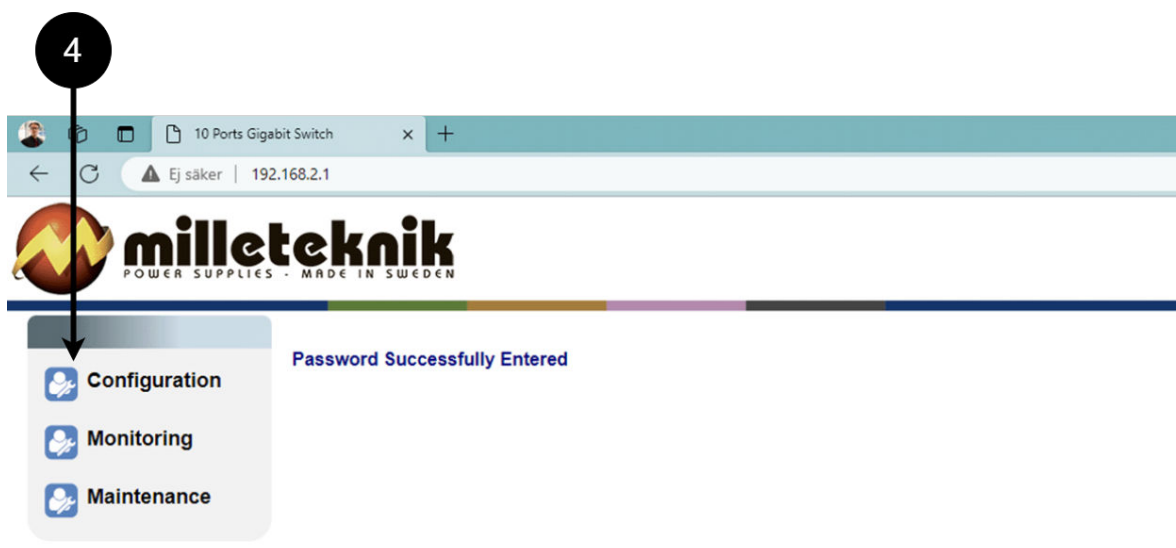 4
10 Ports Gigabit Switch
Ej säker | 192.168.2.1
milleteknik
POWER SUPPLIES - MADE IN SWEDEN
Password Successfully Entered
Configuration
Monitoring
Maintenance